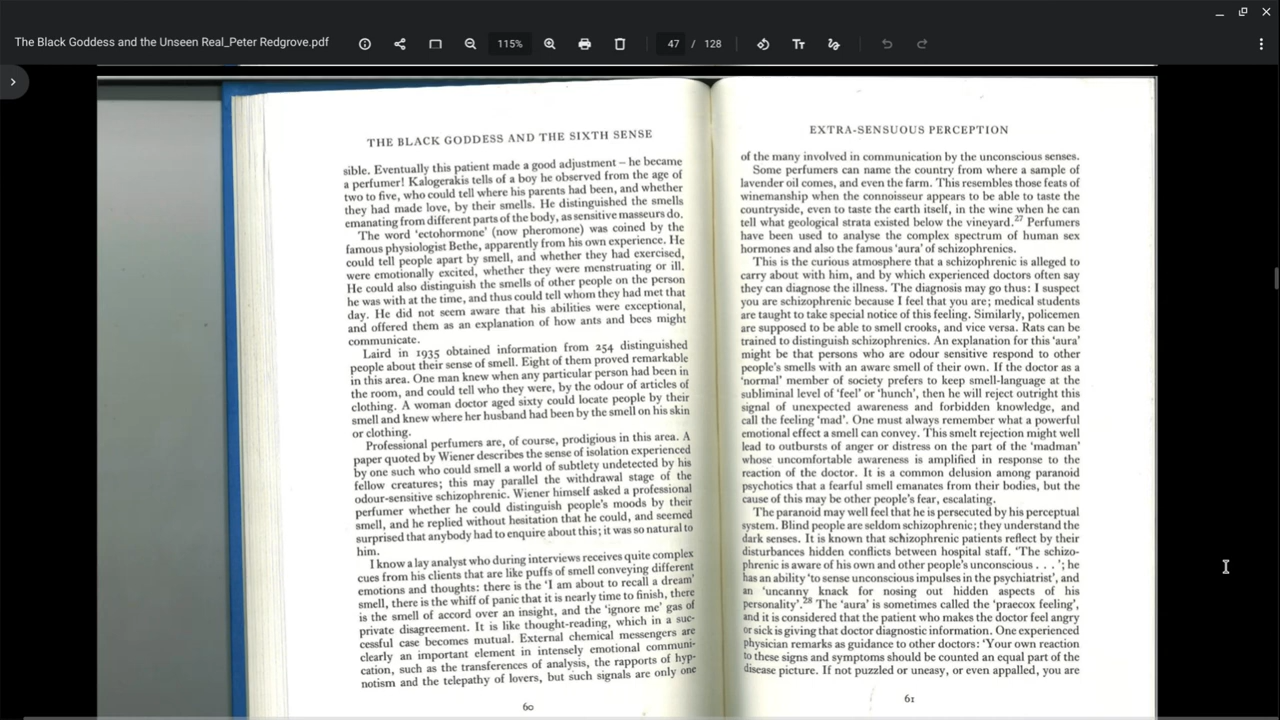 The Black Goddess and the Unseen Real_Peter Redgrove.pdf
115%
47 / 128
THE BLACK GODDESS AND THE SIXTH SENSE
sible. Eventually this patient made a good adjustment – he became
a perfumer! Kalogerakis tells of a boy he observed from the age of
two to five, who could tell where his parents had been, and whether
they had made love, by their smells. He distinguished the smells
emanating from different parts of the body, as sensitive masseurs do.
The word 'ectohormone' (now pheromone) was coined by the
famous physiologist Bethe, apparently from his own experience. He
could tell people apart by smell, and whether they had exercised,
were emotionally excited, whether they were menstruating or ill.
He could also distinguish the smells of other people on the person
he was with at the time, and thus could tell whom they had met that
day. He did not seem aware that his abilities were exceptional,
and offered them as an explanation of how ants and bees might
communicate.
Laird in 1935 obtained information from 254 distinguished
people about their sense of smell. Eight of them proved remarkable
in this area. One man knew when any particular person had been in
the room, and could tell who they were, by the odour of articles of
clothing. A woman doctor aged sixty could locate people by their
smell and knew where her husband had been by the smell on his skin
or clothing.
Professional perfumers are, of course, prodigious in this area. A
paper quoted by Wiener describes the sense of isolation experienced
by one such who could smell a world of subtlety undetected by his
fellow creatures; this may parallel the withdrawal stage of the
odour-sensitive schizophrenic. Wiener himself asked a professional
perfumer whether he could distinguish people's moods by their
smell, and he replied without hesitation that he could, and seemed
surprised that anybody had to enquire about this; it was so natural to
him.
I know a lay analyst who during interviews receives quite complex
cues from his clients that are like puffs of smell conveying different
emotions and thoughts: there is the 'I am about to recall a dream'
smell, there is the whiff of panic that it is nearly time to finish, there
is the smell of accord over an insight, and the 'ignore me' gas of
private disagreement. It is like thought-reading, which in a suc-
cessful case becomes mutual. External chemical messengers are
clearly an important element in intensely emotional communi-
cation, such as the transferences of analysis, the rapports of hyp-
notism and the telepathy of lovers, but such signals are only one
60
EXTRA-SENSUOUS PERCEPTION
of the many involved in communication by the unconscious senses.
Some perfumers can name the country from where a sample of
lavender oil comes, and even the farm. This resembles those feats of
winemanship when the connoisseur appears to be able to taste the
countryside, even to taste the earth itself, in the wine when he can
tell what geological strata existed below the vineyard.27 Perfumers
have been used to analyse the complex spectrum of human sex
hormones and also the famous 'aura' of schizophrenics.
This is the curious atmosphere that a schizophrenic is alleged to
carry about with him, and by which experienced doctors often say
they can diagnose the illness. The diagnosis may go thus: I suspect
you are schizophrenic because I feel that you are; medical students
are taught to take special notice of this feeling. Similarly, policemen
are supposed to be able to smell crooks, and vice versa. Rats can be
trained to distinguish schizophrenics. An explanation for this 'aura'
might be that persons who are odour sensitive respond to other
people's smells with an aware smell of their own. If the doctor as a
'normal' member of society prefers to keep smell-language at the
subliminal level of 'feel' or 'hunch', then he will reject outright this
signal of unexpected awareness and forbidden knowledge, and
call the feeling 'mad'. One must always remember what a powerful
emotional effect a smell can convey. This smelt rejection might well
lead to outbursts of anger or distress on the part of the 'madman'
whose uncomfortable awareness is amplified in response to the
reaction of the doctor. It is a common delusion among paranoid
psychotics that a fearful smell emanates from their bodies, but the
cause of this may be other people's fear, escalating.
The paranoid may well feel that he is persecuted by his perceptual
system. Blind people are seldom schizophrenic; they understand the
dark senses. It is known that schizophrenic patients reflect by their
disturbances hidden conflicts between hospital staff. 'The schizo-
phrenic is aware of his own and other people's unconscious . . .'; he
has an ability 'to sense unconscious impulses in the psychiatrist', and
an 'uncanny knack for nosing out hidden aspects of his
personality'.28 The 'aura' is sometimes called the 'praecox feeling',
and it is considered that the patient who makes the doctor feel angry
or sick is giving that doctor diagnostic information. One experienced
physician remarks as guidance to other doctors: 'Your own reaction
to these signs and symptoms should be counted an equal part of the
disease picture. If not puzzled or uneasy, or even appalled, you are
61